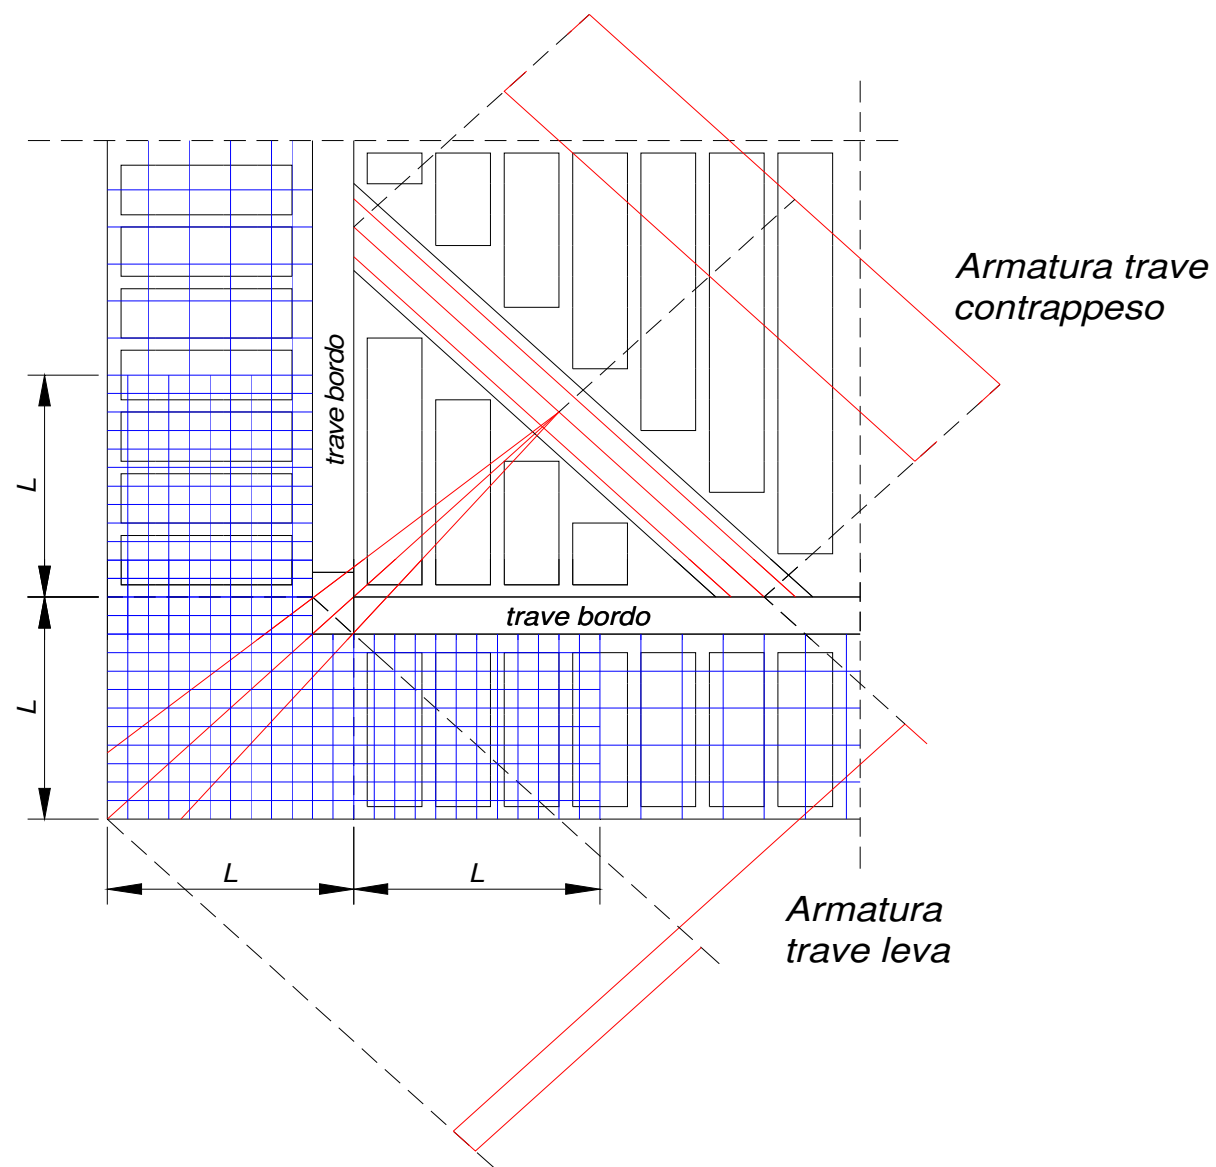 Armatura trave
contrappeso
trave bordo
L
trave bordo
L
L
L
Armatura
trave leva